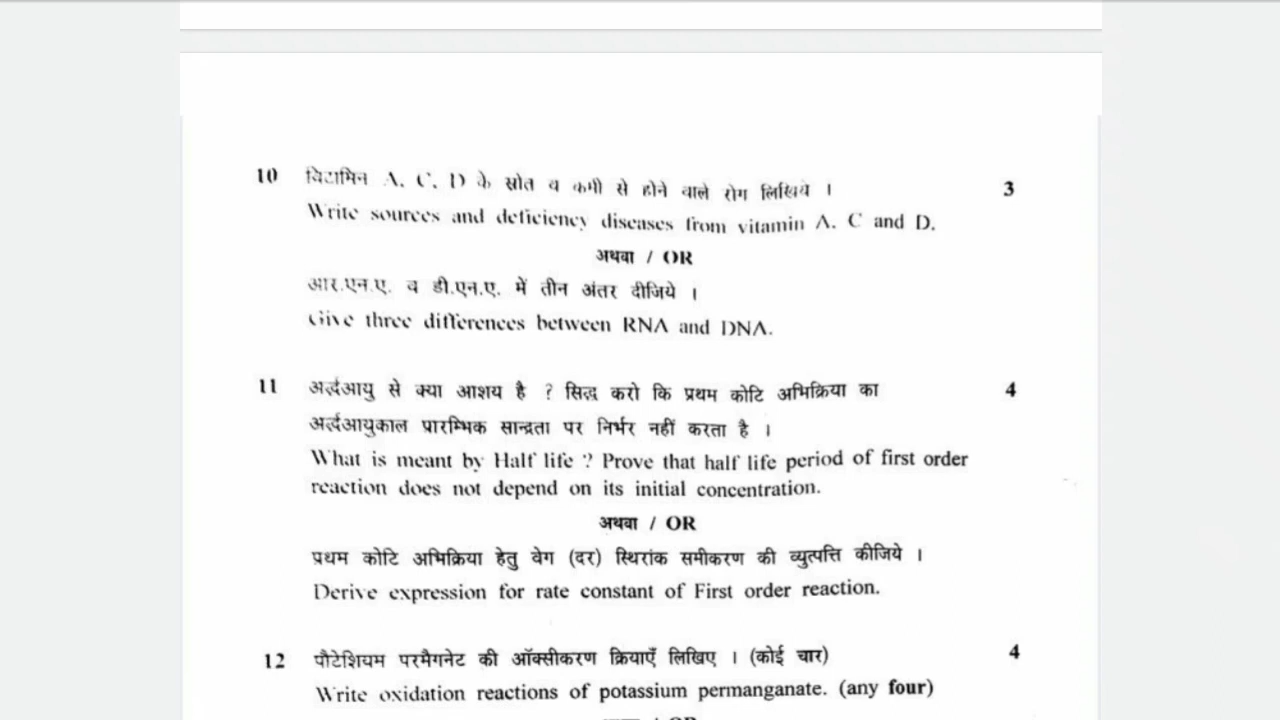 10 विटामिन A, C, D के स्रोत व कमी से होने वाले रोग लिखिये । 3
Write sources and deficiency diseases from vitamin A, C and D.
अथवा / OR
आर.एन.ए. व डी.एन.ए. में तीन अंतर दीजिये ।
Give three differences between RNA and DNA.
11 अर्द्धआयु से क्या आशय है ? सिद्ध करो कि प्रथम कोटि अभिक्रिया का 4
अर्द्धआयुकाल प्रारम्भिक सान्द्रता पर निर्भर नहीं करता है ।
What is meant by Half life ? Prove that half life period of first order
reaction does not depend on its initial concentration.
अथवा / OR
प्रथम कोटि अभिक्रिया हेतु वेग (दर) स्थिरांक समीकरण की व्युत्पत्ति कीजिये ।
Derive expression for rate constant of First order reaction.
12 पौटेशियम परमैगनेट की ऑक्सीकरण क्रियाएँ लिखिए । (कोई चार) 4
Write oxidation reactions of potassium permanganate. (any four)